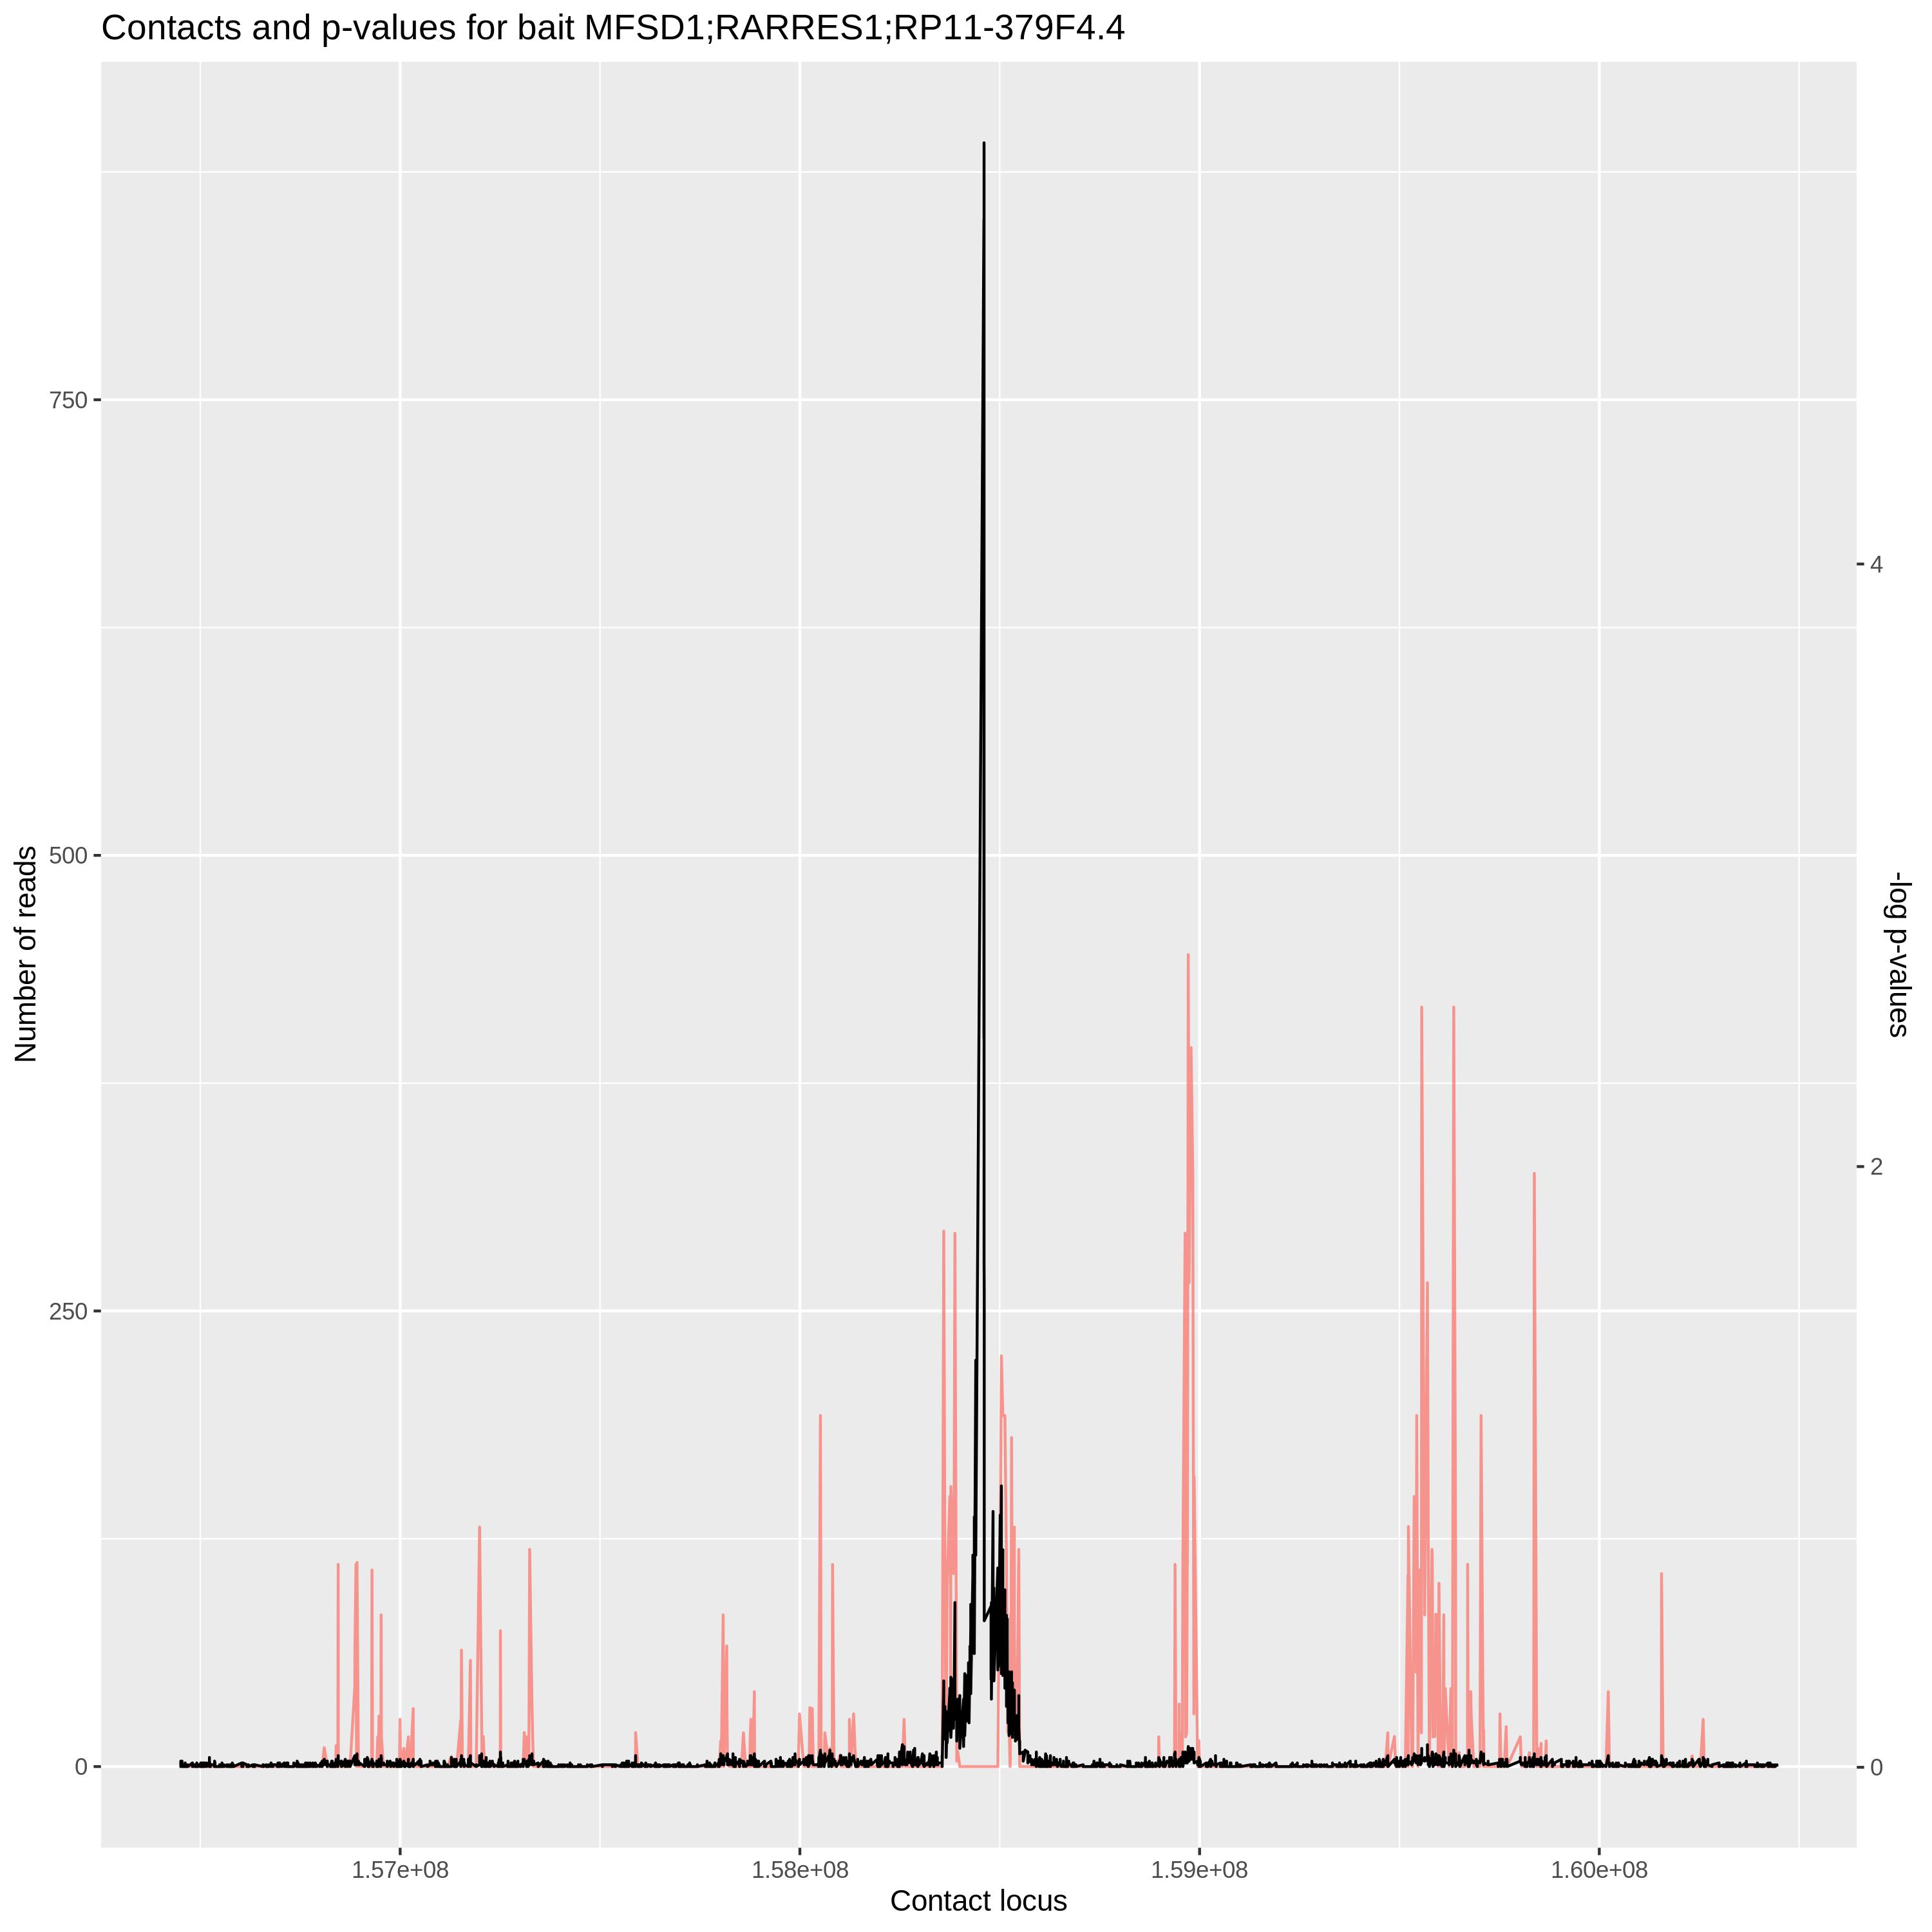 Contacts and p-values for bait MFSD1;RARRES1;RP11-379F4.4
Number of reads
750
500
250
0
4
2
0
-log p-values
1.57e+08 1.58e+08 1.59e+08 1.60e+08
Contact locus